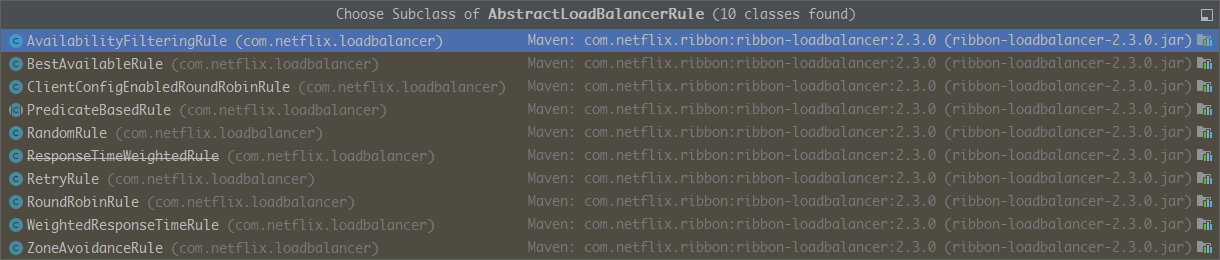 Choose Subclass of AbstractLoadBalancerRule (10 classes found)
AvailabilityFilteringRule (com.netflix.loadbalancer) Maven: com.netflix.ribbon:ribbon-loadbalancer:2.3.0 (ribbon-loadbalancer-2.3.0.jar)
BestAvailableRule (com.netflix.loadbalancer) Maven: com.netflix.ribbon:ribbon-loadbalancer:2.3.0 (ribbon-loadbalancer-2.3.0.jar)
ClientConfigEnabledRoundRobinRule (com.netflix.loadbalancer) Maven: com.netflix.ribbon:ribbon-loadbalancer:2.3.0 (ribbon-loadbalancer-2.3.0.jar)
PredicateBasedRule (com.netflix.loadbalancer) Maven: com.netflix.ribbon:ribbon-loadbalancer:2.3.0 (ribbon-loadbalancer-2.3.0.jar)
RandomRule (com.netflix.loadbalancer) Maven: com.netflix.ribbon:ribbon-loadbalancer:2.3.0 (ribbon-loadbalancer-2.3.0.jar)
ResponseTimeWeightedRule (com.netflix.loadbalancer) Maven: com.netflix.ribbon:ribbon-loadbalancer:2.3.0 (ribbon-loadbalancer-2.3.0.jar)
RetryRule (com.netflix.loadbalancer) Maven: com.netflix.ribbon:ribbon-loadbalancer:2.3.0 (ribbon-loadbalancer-2.3.0.jar)
RoundRobinRule (com.netflix.loadbalancer) Maven: com.netflix.ribbon:ribbon-loadbalancer:2.3.0 (ribbon-loadbalancer-2.3.0.jar)
WeightedResponseTimeRule (com.netflix.loadbalancer) Maven: com.netflix.ribbon:ribbon-loadbalancer:2.3.0 (ribbon-loadbalancer-2.3.0.jar)
ZoneAvoidanceRule (com.netflix.loadbalancer) Maven: com.netflix.ribbon:ribbon-loadbalancer:2.3.0 (ribbon-loadbalancer-2.3.0.jar)